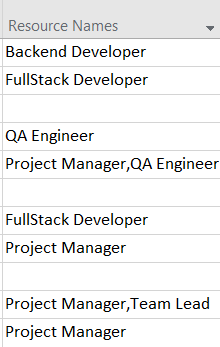 Resource Names
Backend Developer
FullStack Developer
QA Engineer
Project Manager,QA Engineer
FullStack Developer
Project Manager
Project Manager,Team Lead
Project Manager